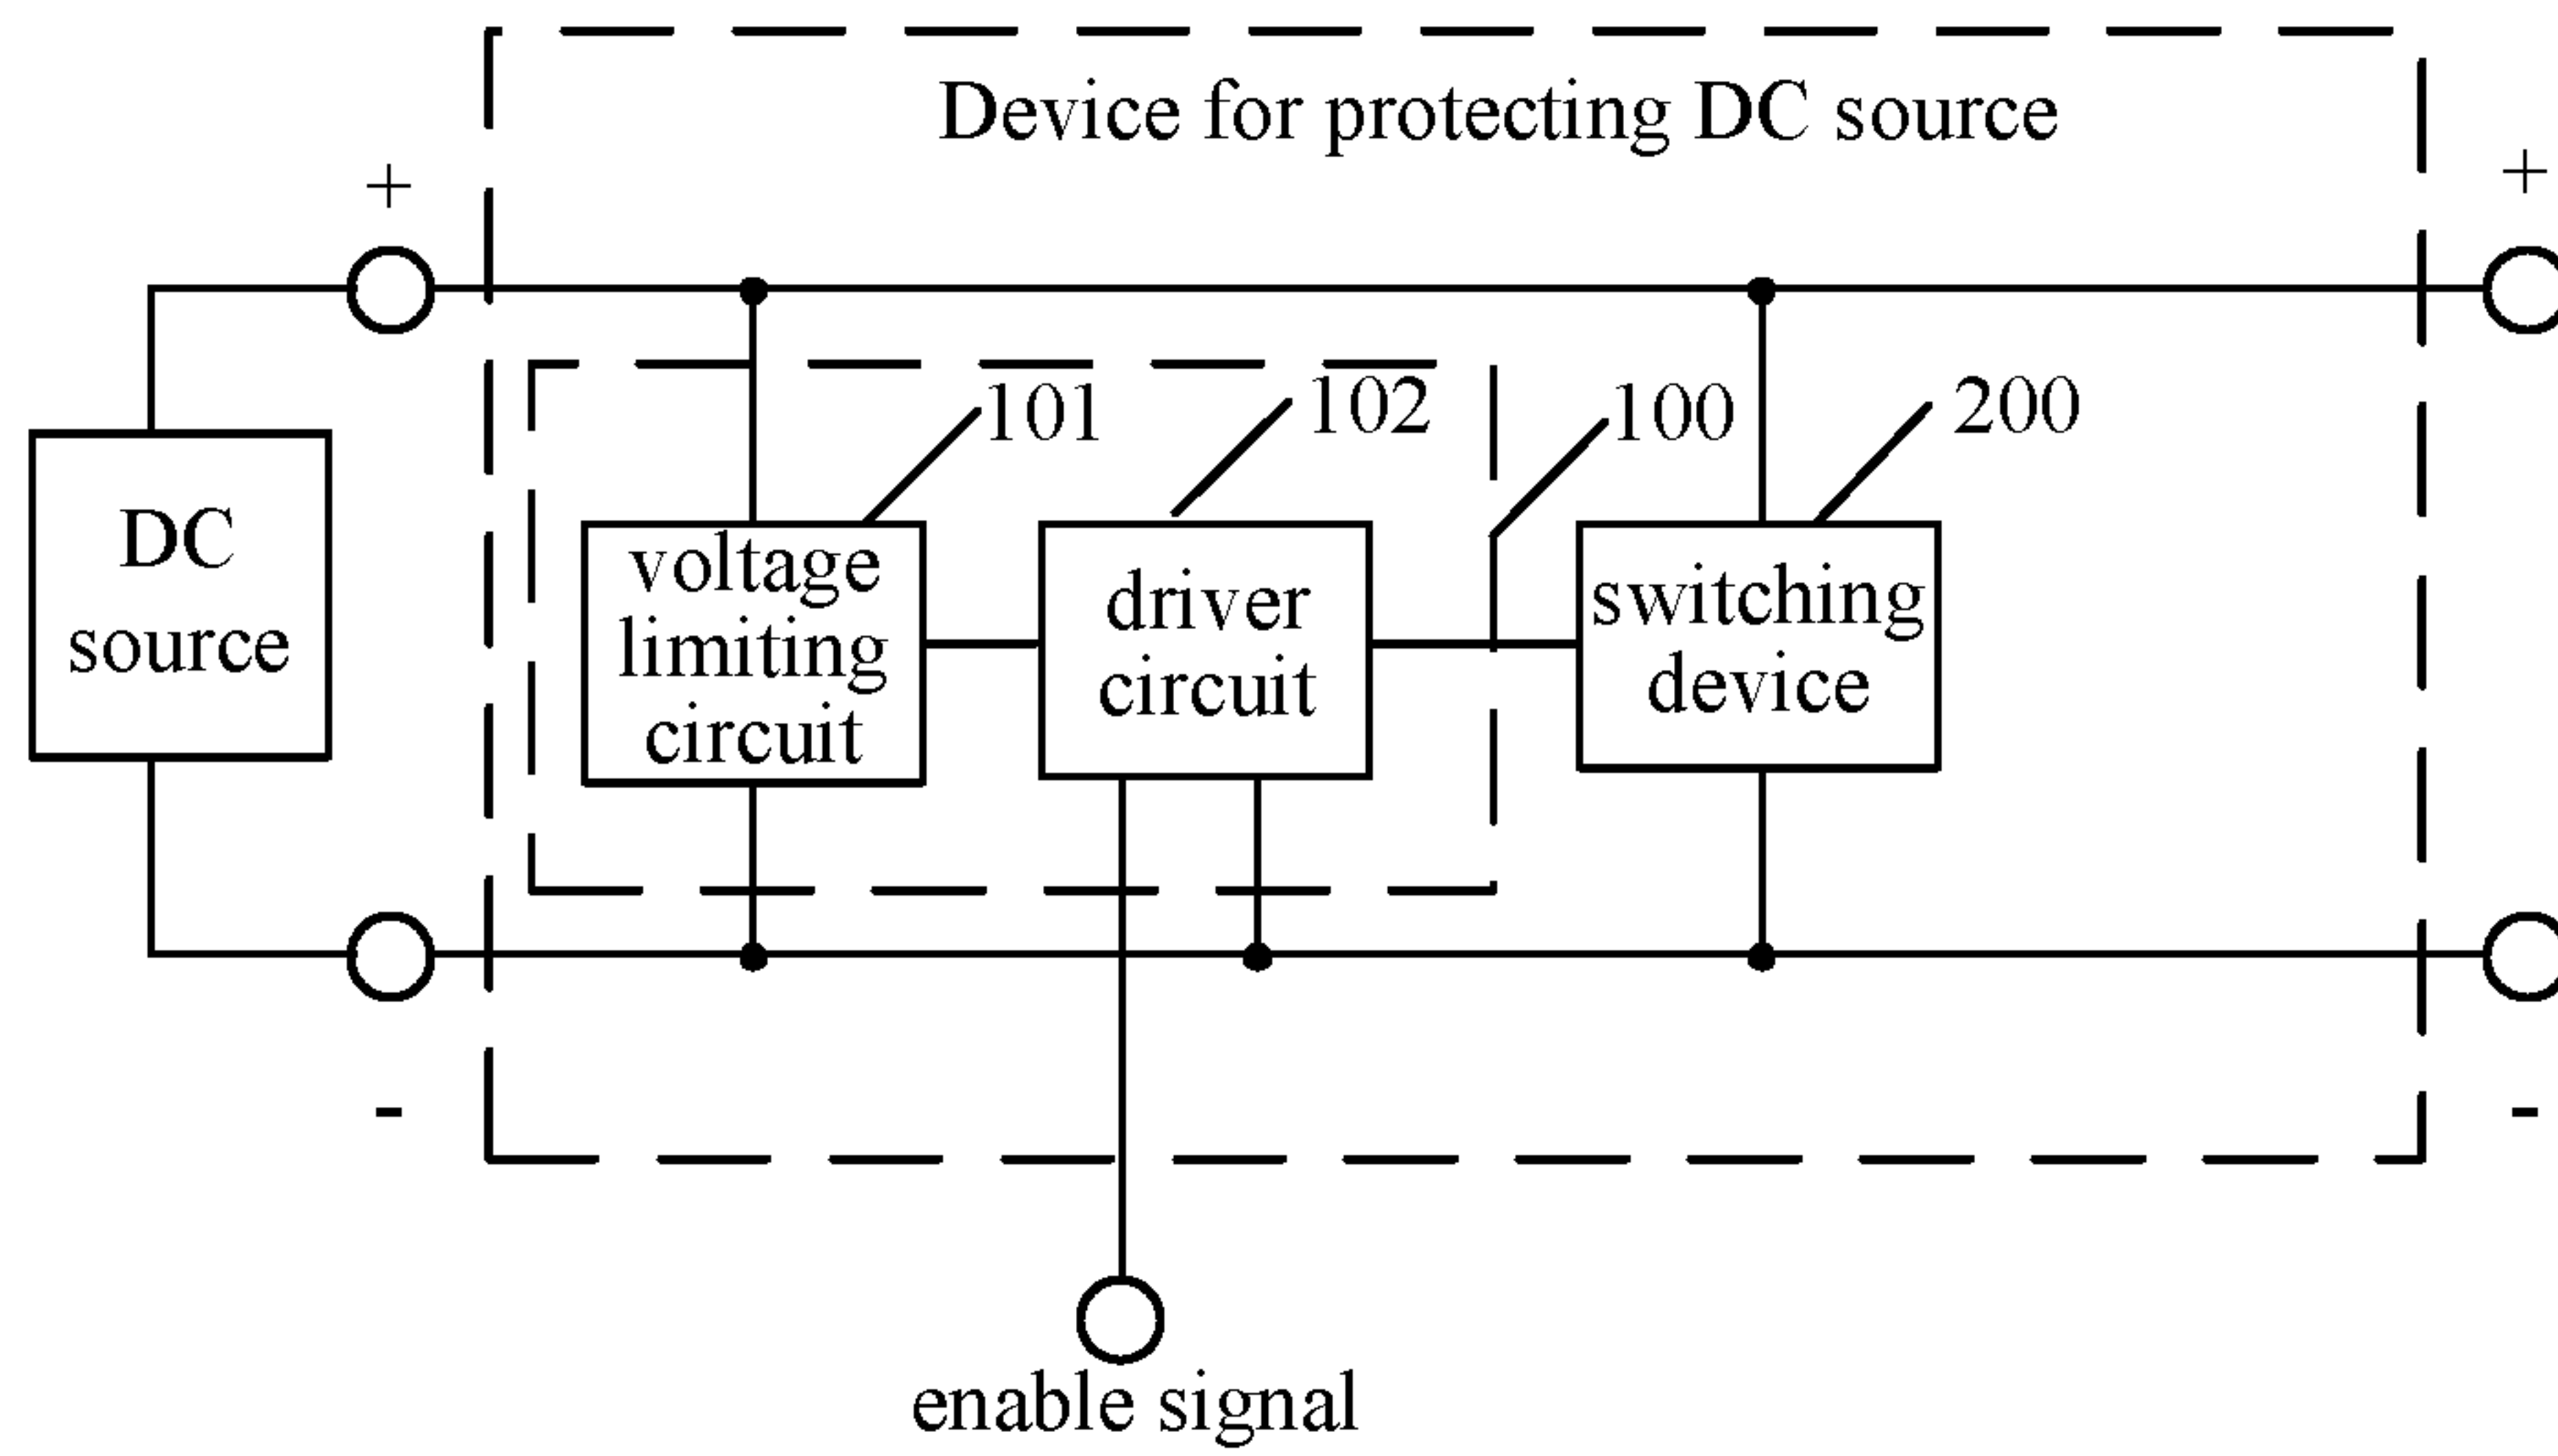 Device for protecting DC source
+
+
101
102
100
200
DC
source
voltage
limiting
circuit
driver
circuit
switching
device
-
-
enable signal